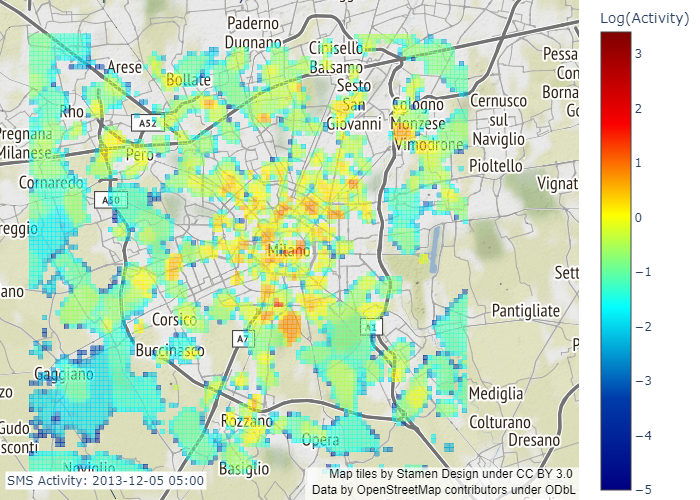 Log(Activity)
Paderno
Dugnano
Cinisello
Balsamo
Arese
Bollate
Sesto
San
Giovanni
Cologno
Monzese
Vimodrone
Cernusco
sul
Naviglio
Pessa
Con
Borna
Go
Rho
A52
Pregnana
Milanese
Pero
Pioltello
Cornaredo
A50
Vignat
reggio
Milano
Sett
ano
Pantigliate
Corsico
A7
A1
P
Buccinasco
Gaggiano
zo
Mediglia
Rozzano
Colturano
Dresano
Gudo
sconti
Opera
Noviglio
Basiglio
SMS Activity: 2013-12-05 05:00
Map tiles by Stamen Design under CC BY 3.0
Data by OpenStreetMap contributors under ODbL
3
2
1
0
−1
−2
−3
−4
−5